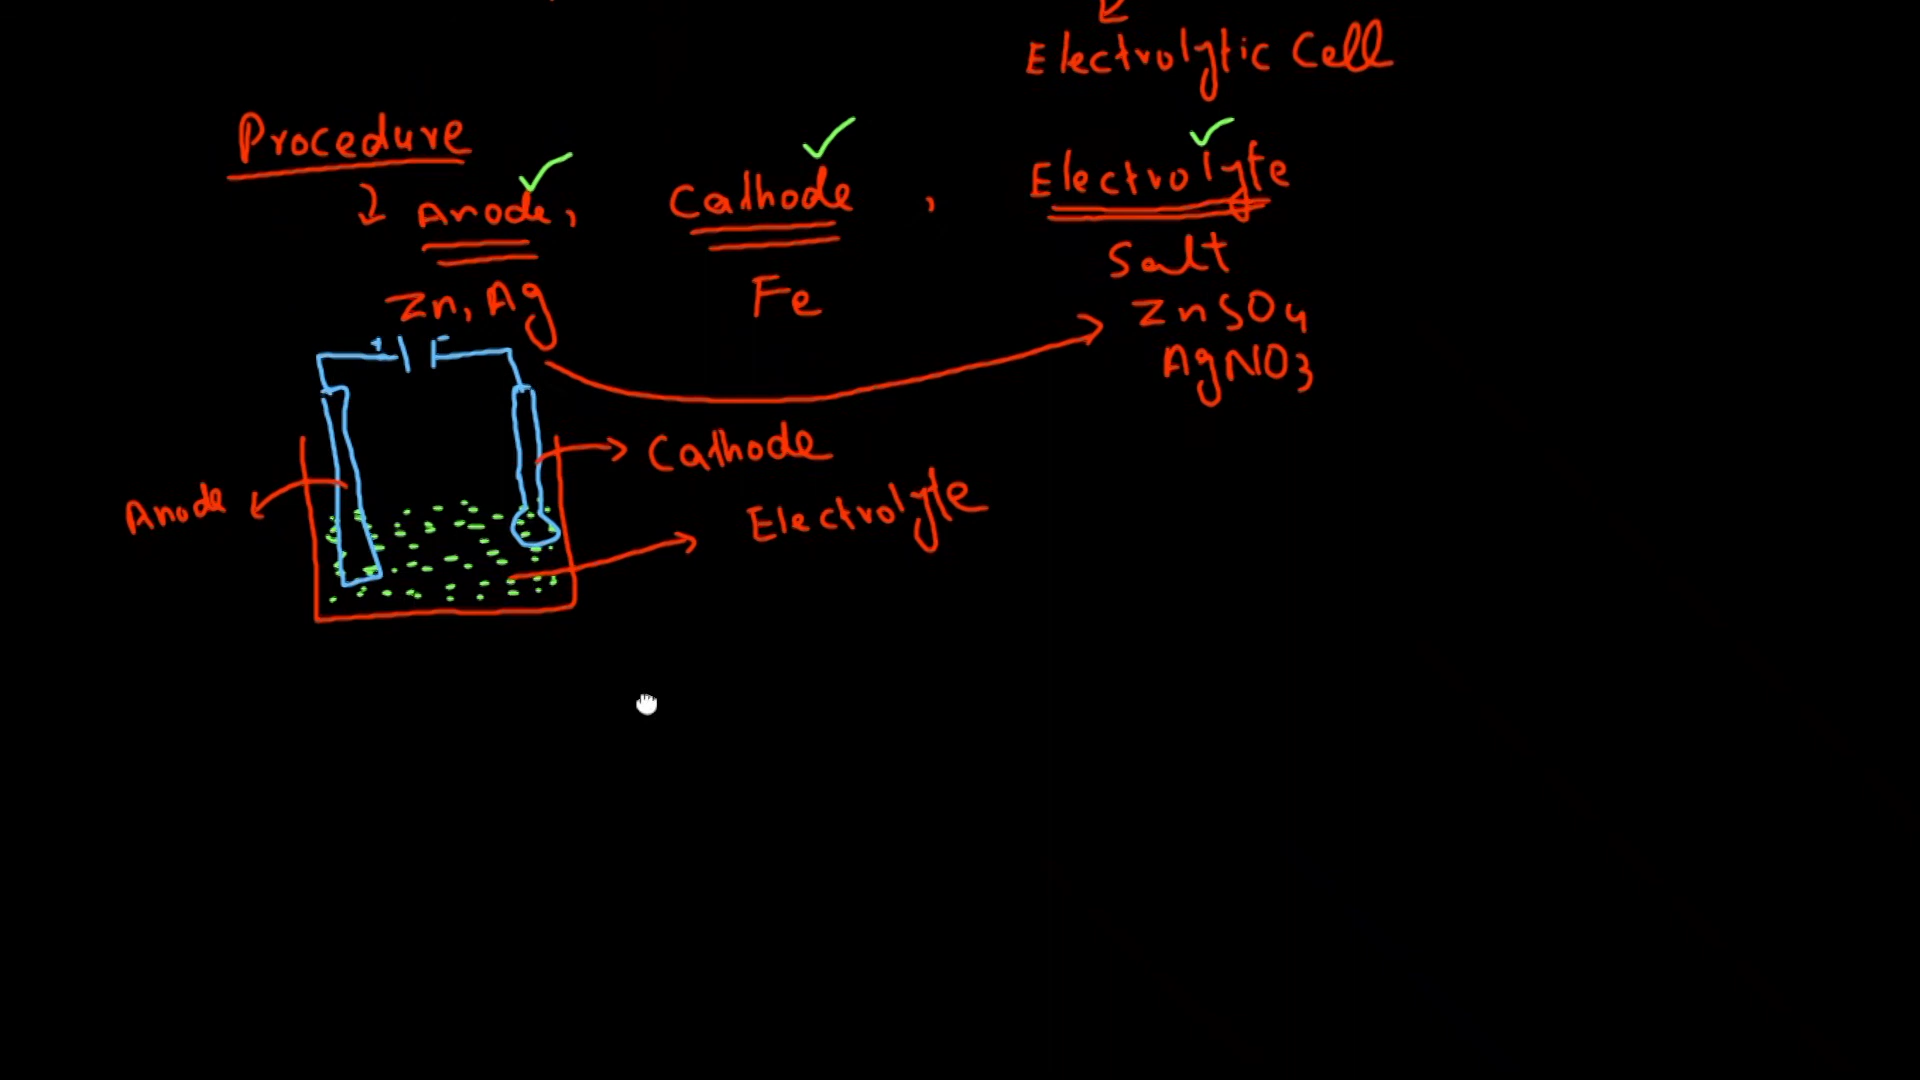 Electrolytic Cell
Procedure
Anode, Cathode , Electrolyte
Zn, Ag Fe Salt
ZnSO4
AgNO3
+ -
Cathode
Anode
Electrolyte